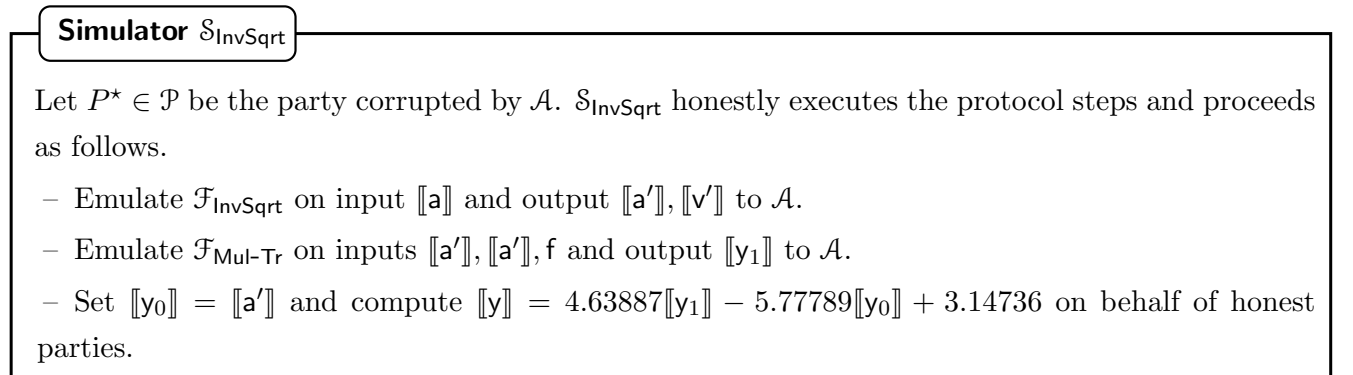 Simulator 𝒮_InvSqrt
Let P⋆ ∈ 𝒫 be the party corrupted by 𝒜. 𝒮_InvSqrt honestly executes the protocol steps and proceeds
as follows.
– Emulate ℱ_InvSqrt on input ⟦a⟧ and output ⟦a′⟧, ⟦v′⟧ to 𝒜.
– Emulate ℱ_Mul-Tr on inputs ⟦a′⟧, ⟦a′⟧, f and output ⟦y₁⟧ to 𝒜.
– Set ⟦y₀⟧ = ⟦a′⟧ and compute ⟦y⟧ = 4.63887⟦y₁⟧ − 5.77789⟦y₀⟧ + 3.14736 on behalf of honest
parties.